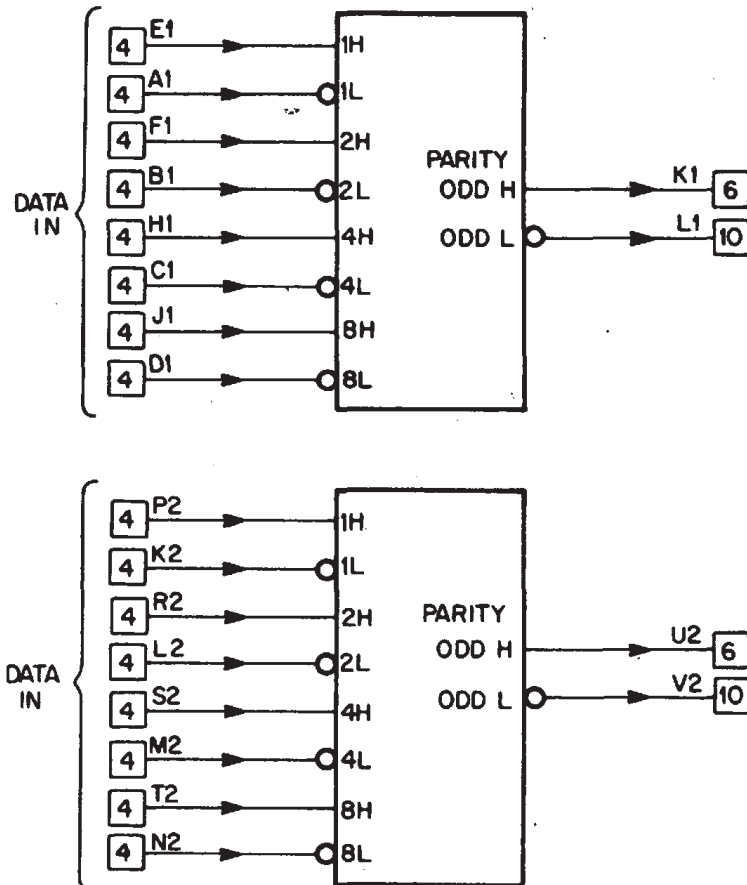 4 E1 1H
4 A1 1L
4 F1 2H
4 B1 2L
4 H1 4H
4 C1 4L
4 J1 8H
4 D1 8L
DATA
IN
PARITY
ODD H K1 6
ODD L L1 10
4 P2 1H
4 K2 1L
4 R2 2H
4 L2 2L
4 S2 4H
4 M2 4L
4 T2 8H
4 N2 8L
DATA
IN
PARITY
ODD H U2 6
ODD L V2 10